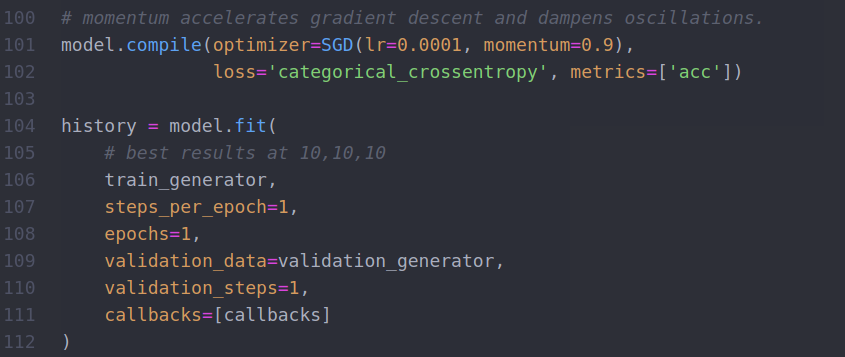 100 # momentum accelerates gradient descent and dampens oscillations.
101 model.compile(optimizer=SGD(lr=0.0001, momentum=0.9),
102               loss='categorical_crossentropy', metrics=['acc'])
103
104 history = model.fit(
105     # best results at 10,10,10
106     train_generator,
107     steps_per_epoch=1,
108     epochs=1,
109     validation_data=validation_generator,
110     validation_steps=1,
111     callbacks=[callbacks]
112 )